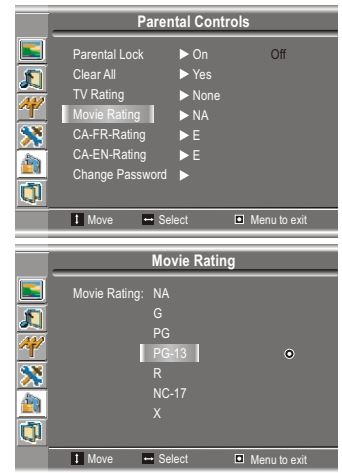 Parental Controls
Parental Lock ▶ On Off
Clear All ▶ Yes
TV Rating ▶ None
Movie Rating ▶ NA
CA-FR-Rating ▶ E
CA-EN-Rating ▶ E
Change Password ▶
Move Select Menu to exit
Movie Rating
Movie Rating: NA
G
PG
PG-13
R
NC-17
X
Move Select Menu to exit